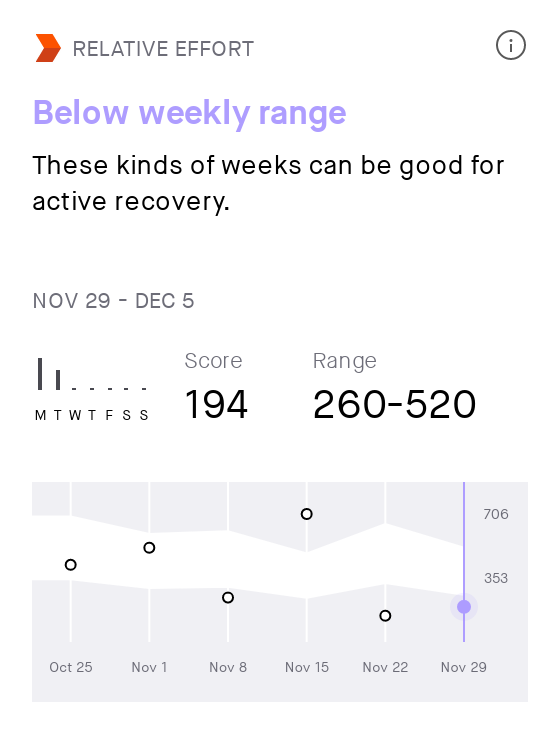 RELATIVE EFFORT
Below weekly range
These kinds of weeks can be good for
active recovery.
NOV 29 - DEC 5
Score Range
194 260-520
M T W T F S S
706
353
Oct 25 Nov 1 Nov 8 Nov 15 Nov 22 Nov 29